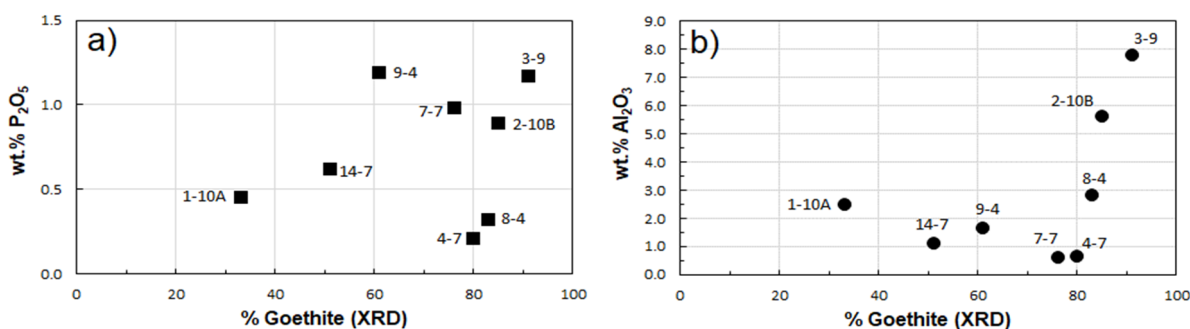 a)
wt.% P2O5
1.5
1.0
0.5
0.0
9-4
3-9
7-7
2-10B
14-7
1-10A
8-4
4-7
0 20 40 60 80 100
% Goethite (XRD)
b)
wt.% Al2O3
9.0
8.0
7.0
6.0
5.0
4.0
3.0
2.0
1.0
0.0
3-9
2-10B
8-4
1-10A
9-4
14-7
7-7
4-7
0 20 40 60 80 100
% Goethite (XRD)